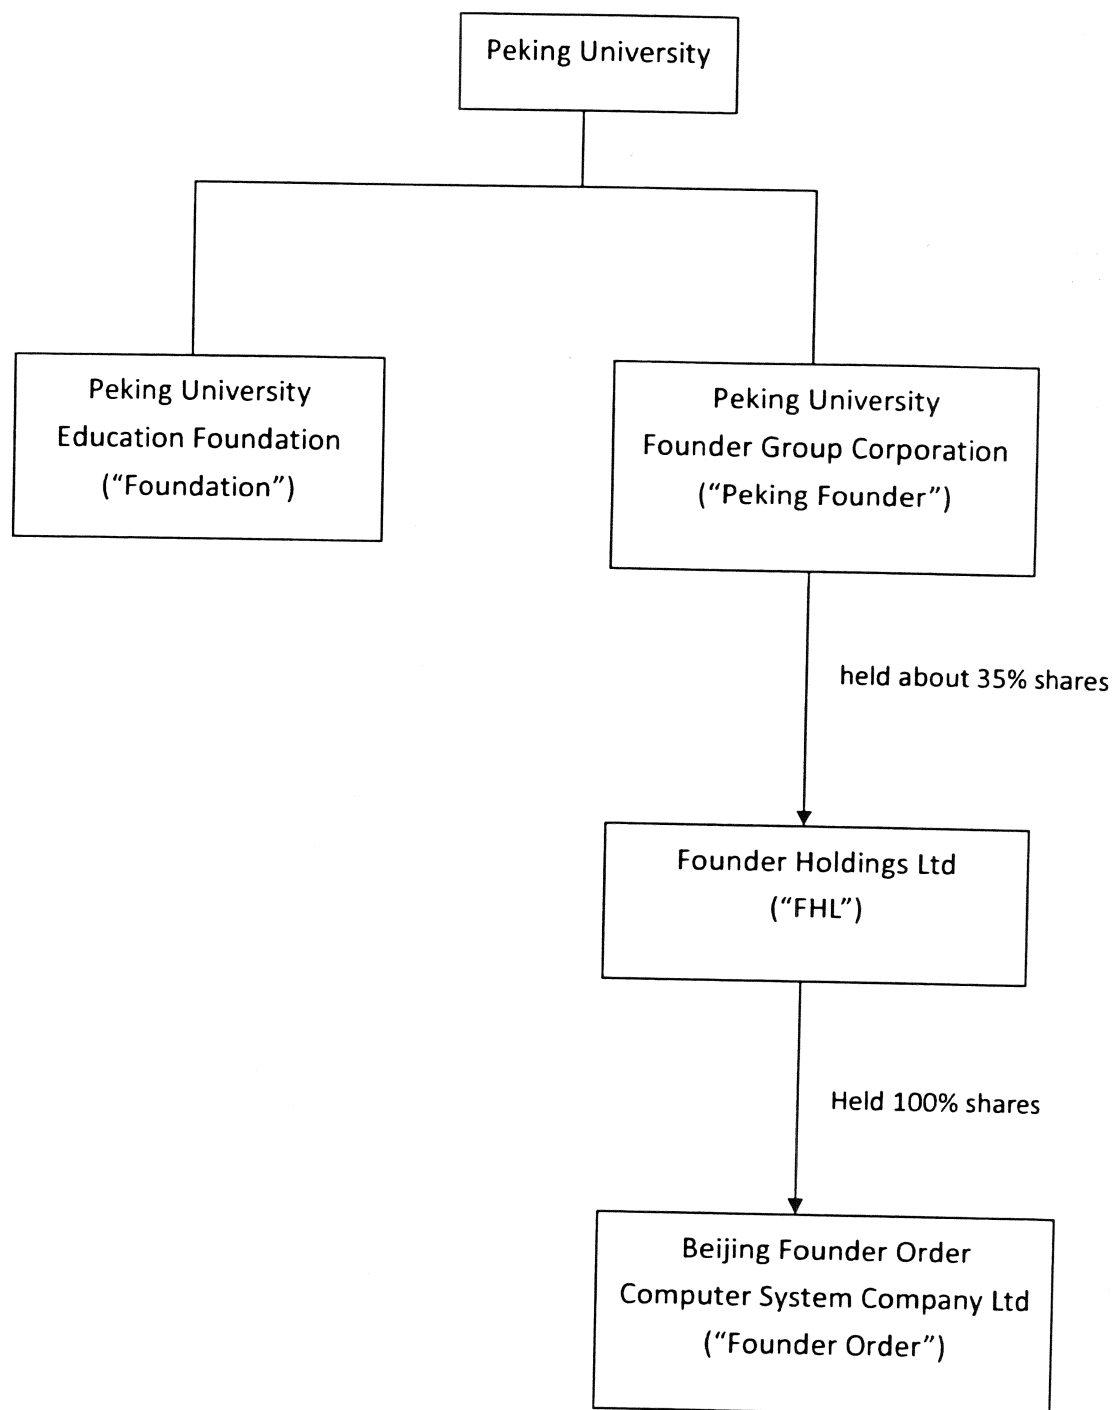 Peking University
Peking University
Education Foundation
(“Foundation”)
Peking University
Founder Group Corporation
(“Peking Founder”)
held about 35% shares
Founder Holdings Ltd
(“FHL”)
Held 100% shares
Beijing Founder Order
Computer System Company Ltd
(“Founder Order”)